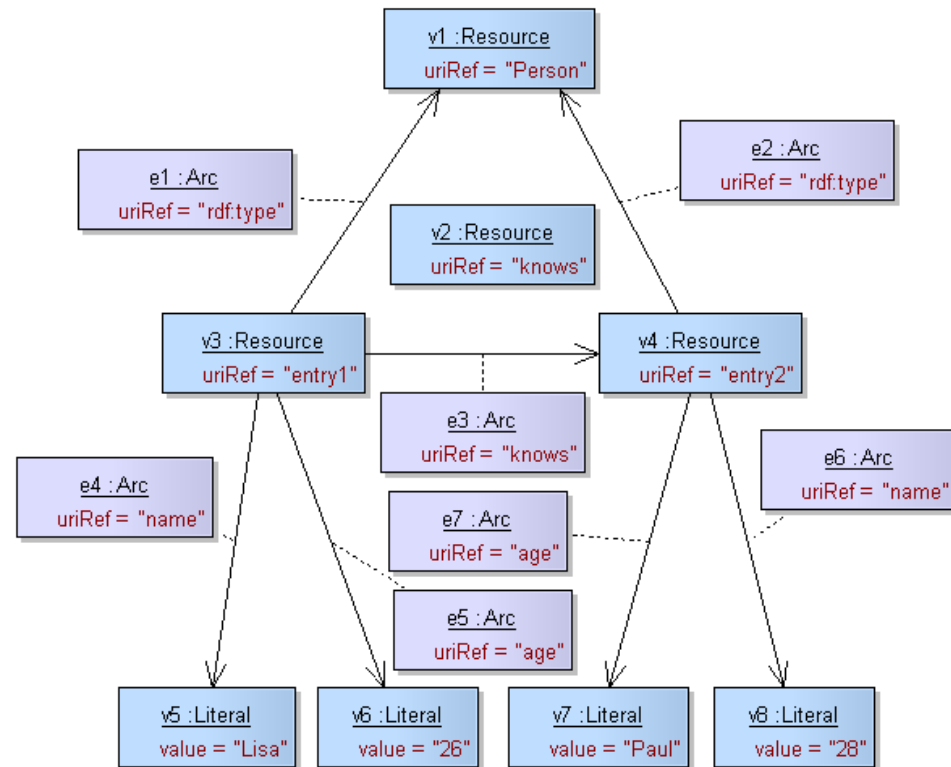 v1 :Resource
uriRef = "Person"
e1 :Arc
uriRef = "rdf:type"
e2 :Arc
uriRef = "rdf:type"
v2 :Resource
uriRef = "knows"
v3 :Resource
uriRef = "entry1"
v4 :Resource
uriRef = "entry2"
e3 :Arc
uriRef = "knows"
e4 :Arc
uriRef = "name"
e6 :Arc
uriRef = "name"
e7 :Arc
uriRef = "age"
e5 :Arc
uriRef = "age"
v5 :Literal
value = "Lisa"
v6 :Literal
value = "26"
v7 :Literal
value = "Paul"
v8 :Literal
value = "28"